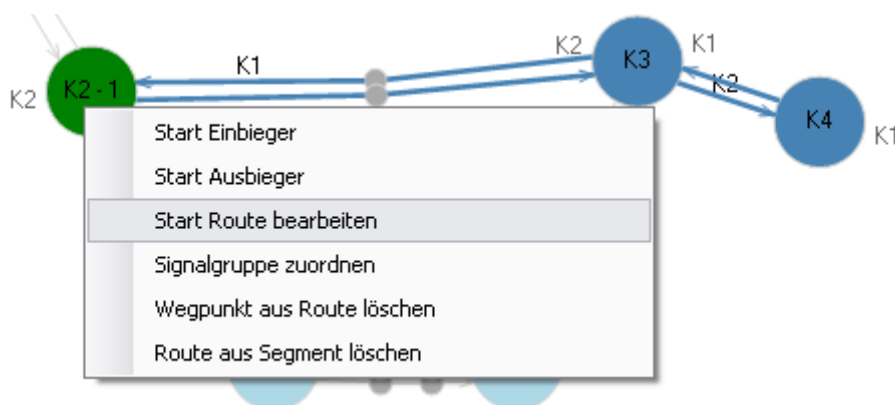 K2
K1
K1
K3
K2
K2 - 1
K2
K4
K1
Start Einbieger
Start Ausbieger
Start Route bearbeiten
Signalgruppe zuordnen
Wegpunkt aus Route löschen
Route aus Segment löschen